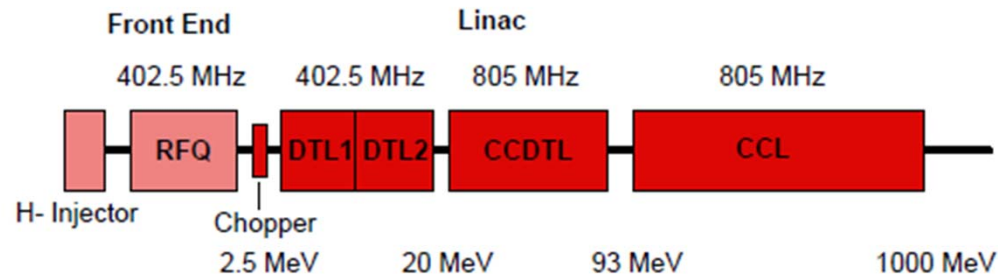 Front End Linac
402.5 MHz 402.5 MHz 805 MHz 805 MHz
RFQ DTL1 DTL2 CCDTL CCL
H- Injector
Chopper
2.5 MeV 20 MeV 93 MeV 1000 MeV